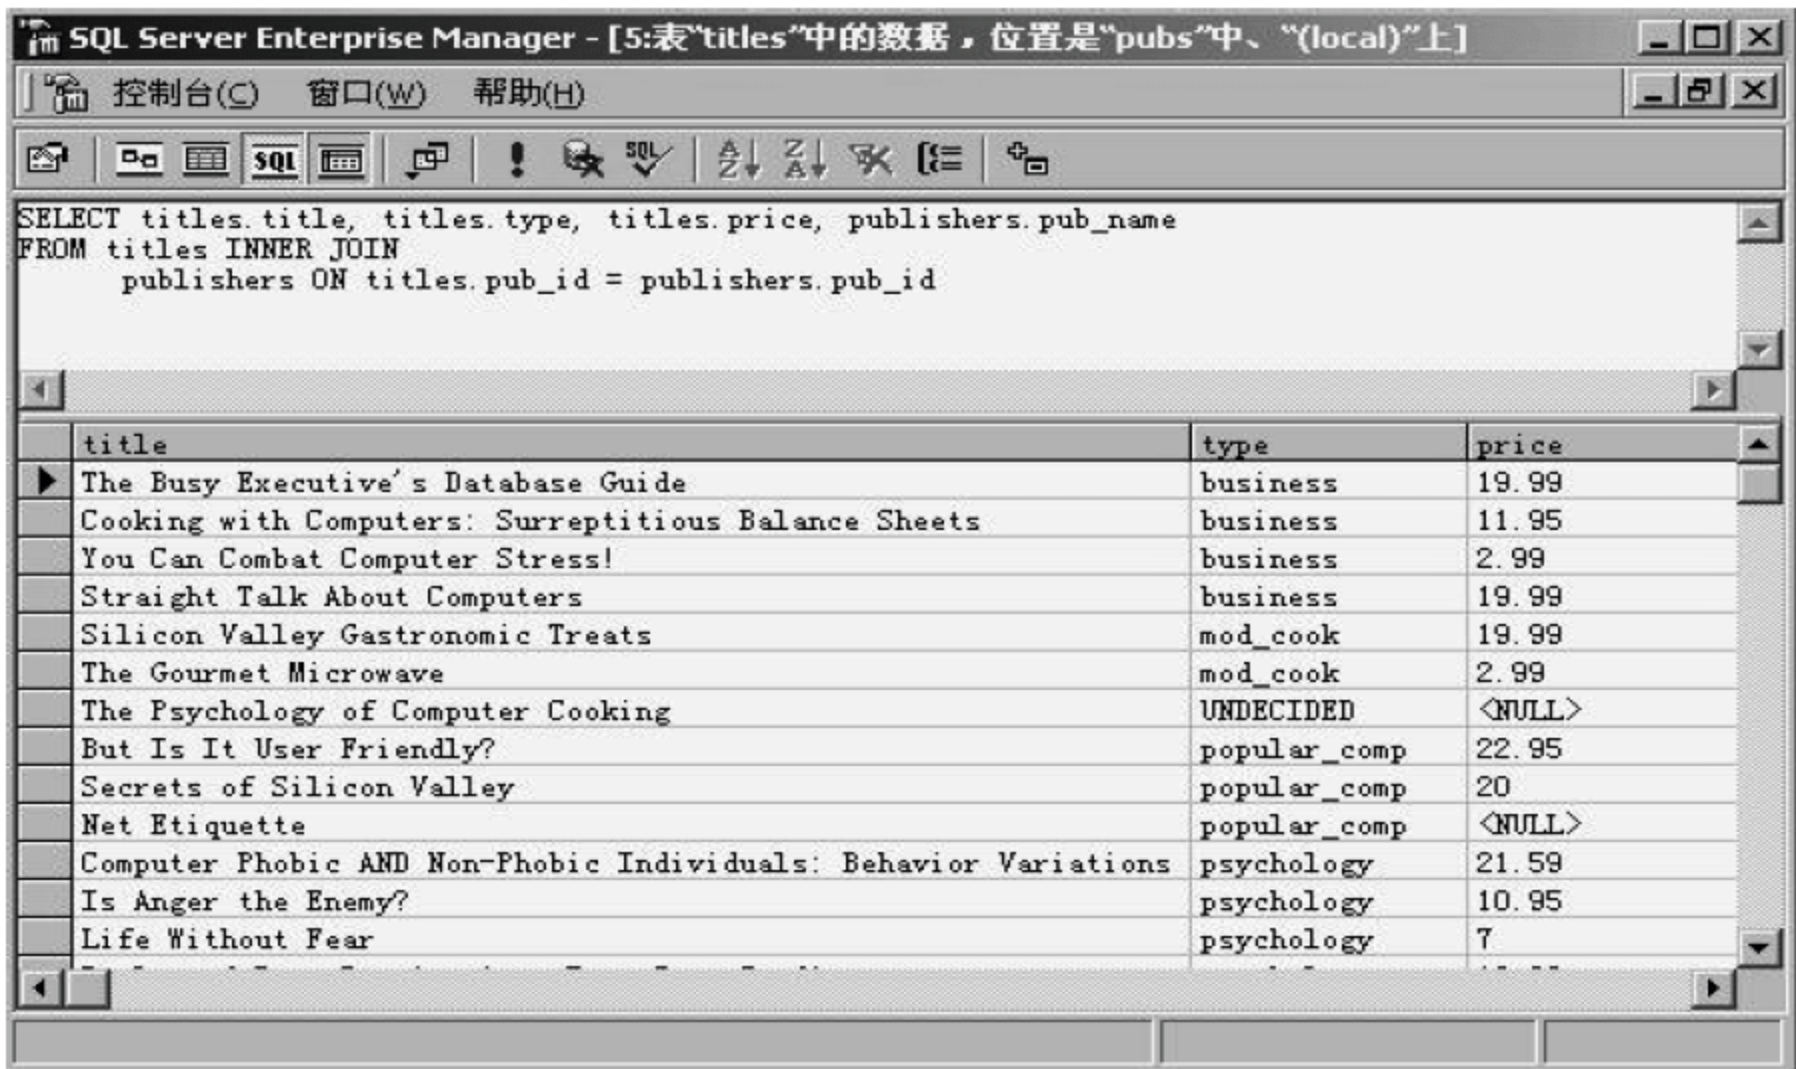 SQL Server Enterprise Manager - [5:表“titles”中的数据，位置是“pubs”中、“(local)”上]
控制台(C) 窗口(W) 帮助(H)
SQL SQL A Z Z A
SELECT titles.title, titles.type, titles.price, publishers.pub_name
FROM titles INNER JOIN
publishers ON titles.pub_id = publishers.pub_id
title type price
The Busy Executive's Database Guide business 19.99
Cooking with Computers: Surreptitious Balance Sheets business 11.95
You Can Combat Computer Stress! business 2.99
Straight Talk About Computers business 19.99
Silicon Valley Gastronomic Treats mod_cook 19.99
The Gourmet Microwave mod_cook 2.99
The Psychology of Computer Cooking UNDECIDED <NULL>
But Is It User Friendly? popular_comp 22.95
Secrets of Silicon Valley popular_comp 20
Net Etiquette popular_comp <NULL>
Computer Phobic AND Non-Phobic Individuals: Behavior Variations psychology 21.59
Is Anger the Enemy? psychology 10.95
Life Without Fear psychology 7